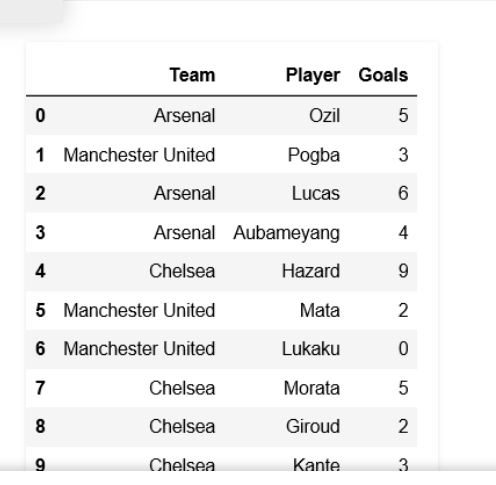 Team Player Goals
0 Arsenal Ozil 5
1 Manchester United Pogba 3
2 Arsenal Lucas 6
3 Arsenal Aubameyang 4
4 Chelsea Hazard 9
5 Manchester United Mata 2
6 Manchester United Lukaku 0
7 Chelsea Morata 5
8 Chelsea Giroud 2
9 Chelsea Kante 3